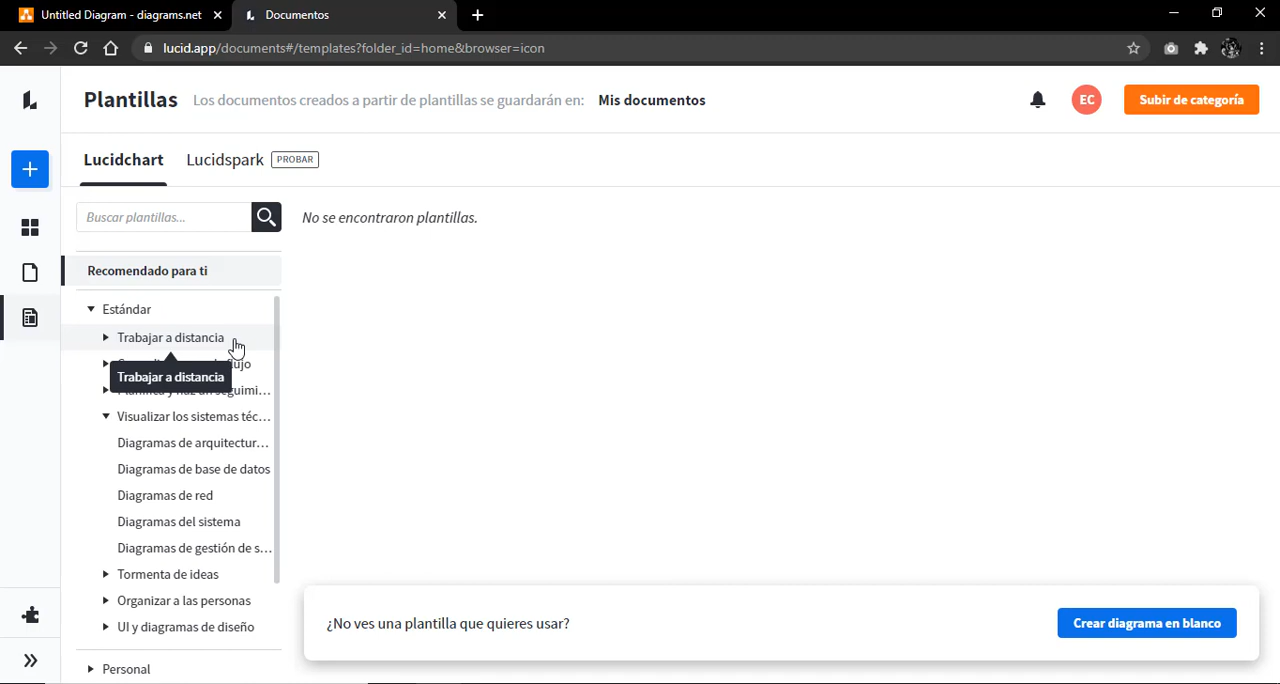 Untitled Diagram - diagrams.net
Documentos
lucid.app/documents#/templates?folder_id=home&browser=icon
Plantillas
Los documentos creados a partir de plantillas se guardarán en: Mis documentos
EC
Subir de categoría
Lucidchart
Lucidspark PROBAR
Buscar plantillas...
No se encontraron plantillas.
Recomendado para ti
Estándar
Trabajar a distancia
Trabajar a distancia
Visualizar los sistemas téc...
Diagramas de arquitectur...
Diagramas de base de datos
Diagramas de red
Diagramas del sistema
Diagramas de gestión de s...
Tormenta de ideas
Organizar a las personas
UI y diagramas de diseño
Personal
¿No ves una plantilla que quieres usar?
Crear diagrama en blanco